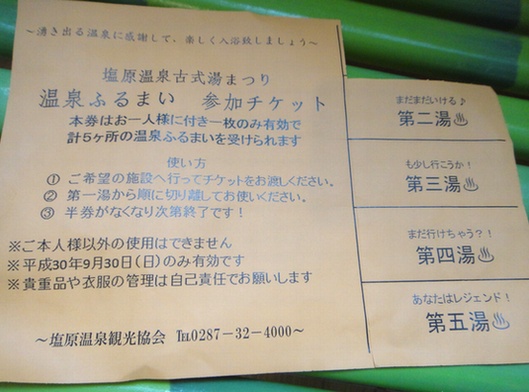 ～湧き出る温泉に感謝して、楽しく入浴致しましょう～
塩原温泉古式湯まつり
温泉ふるまい 参加チケット
本券はお一人様に付き一枚のみ有効で
計5ヶ所の温泉ふるまいを受けられます
使い方
① ご希望の施設へ行ってチケットをお渡しください。
② 第一湯から順に切り離してお使いください。
③ 半券がなくなり次第終了です！
※ご本人様以外の使用はできません
※平成30年9月30日（日）のみ有効です
※貴重品や衣服の管理は自己責任でお願いします
～塩原温泉観光協会 ℡0287－32－4000～
まだまだいける♪
第二湯♨
も少し行こうか！
第三湯♨
まだ行けちゃう？！
第四湯♨
あなたはレジェンド！
第五湯♨